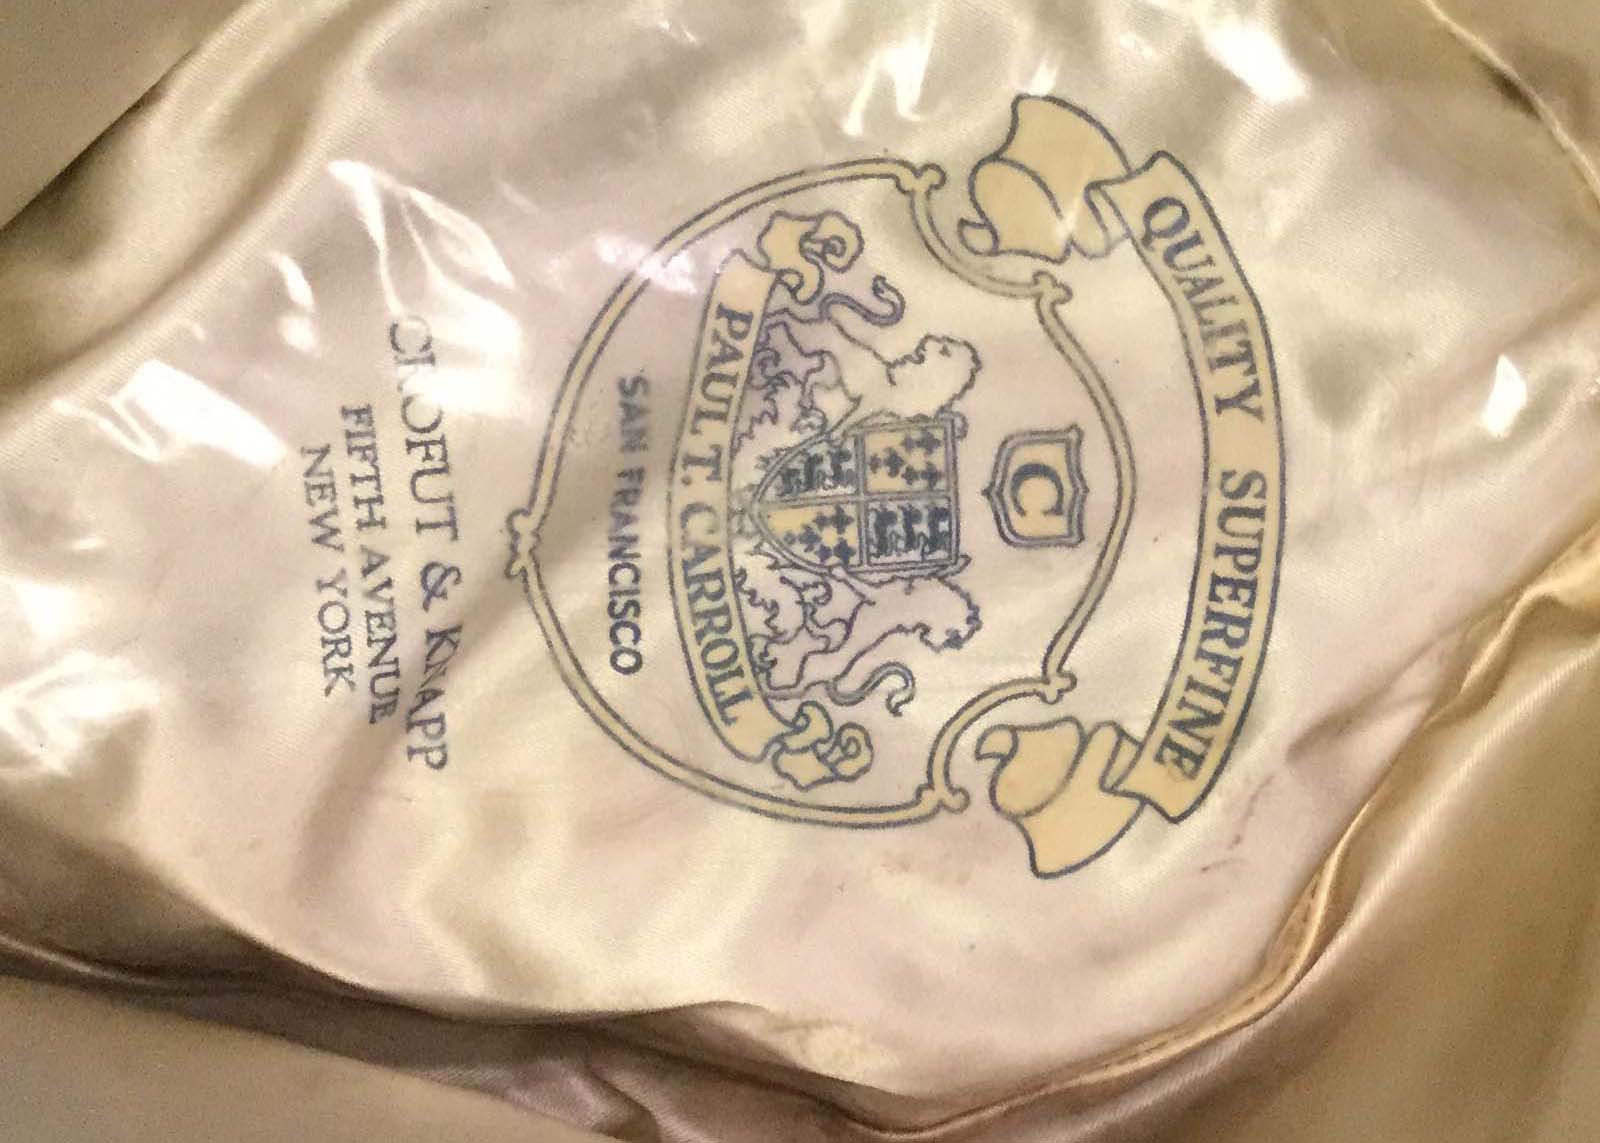 QUALITY SUPERFINE
C
PAUL T. CARROLL
SAN FRANCISCO
CROFUT & KNAPP
FIFTH AVENUE
NEW YORK